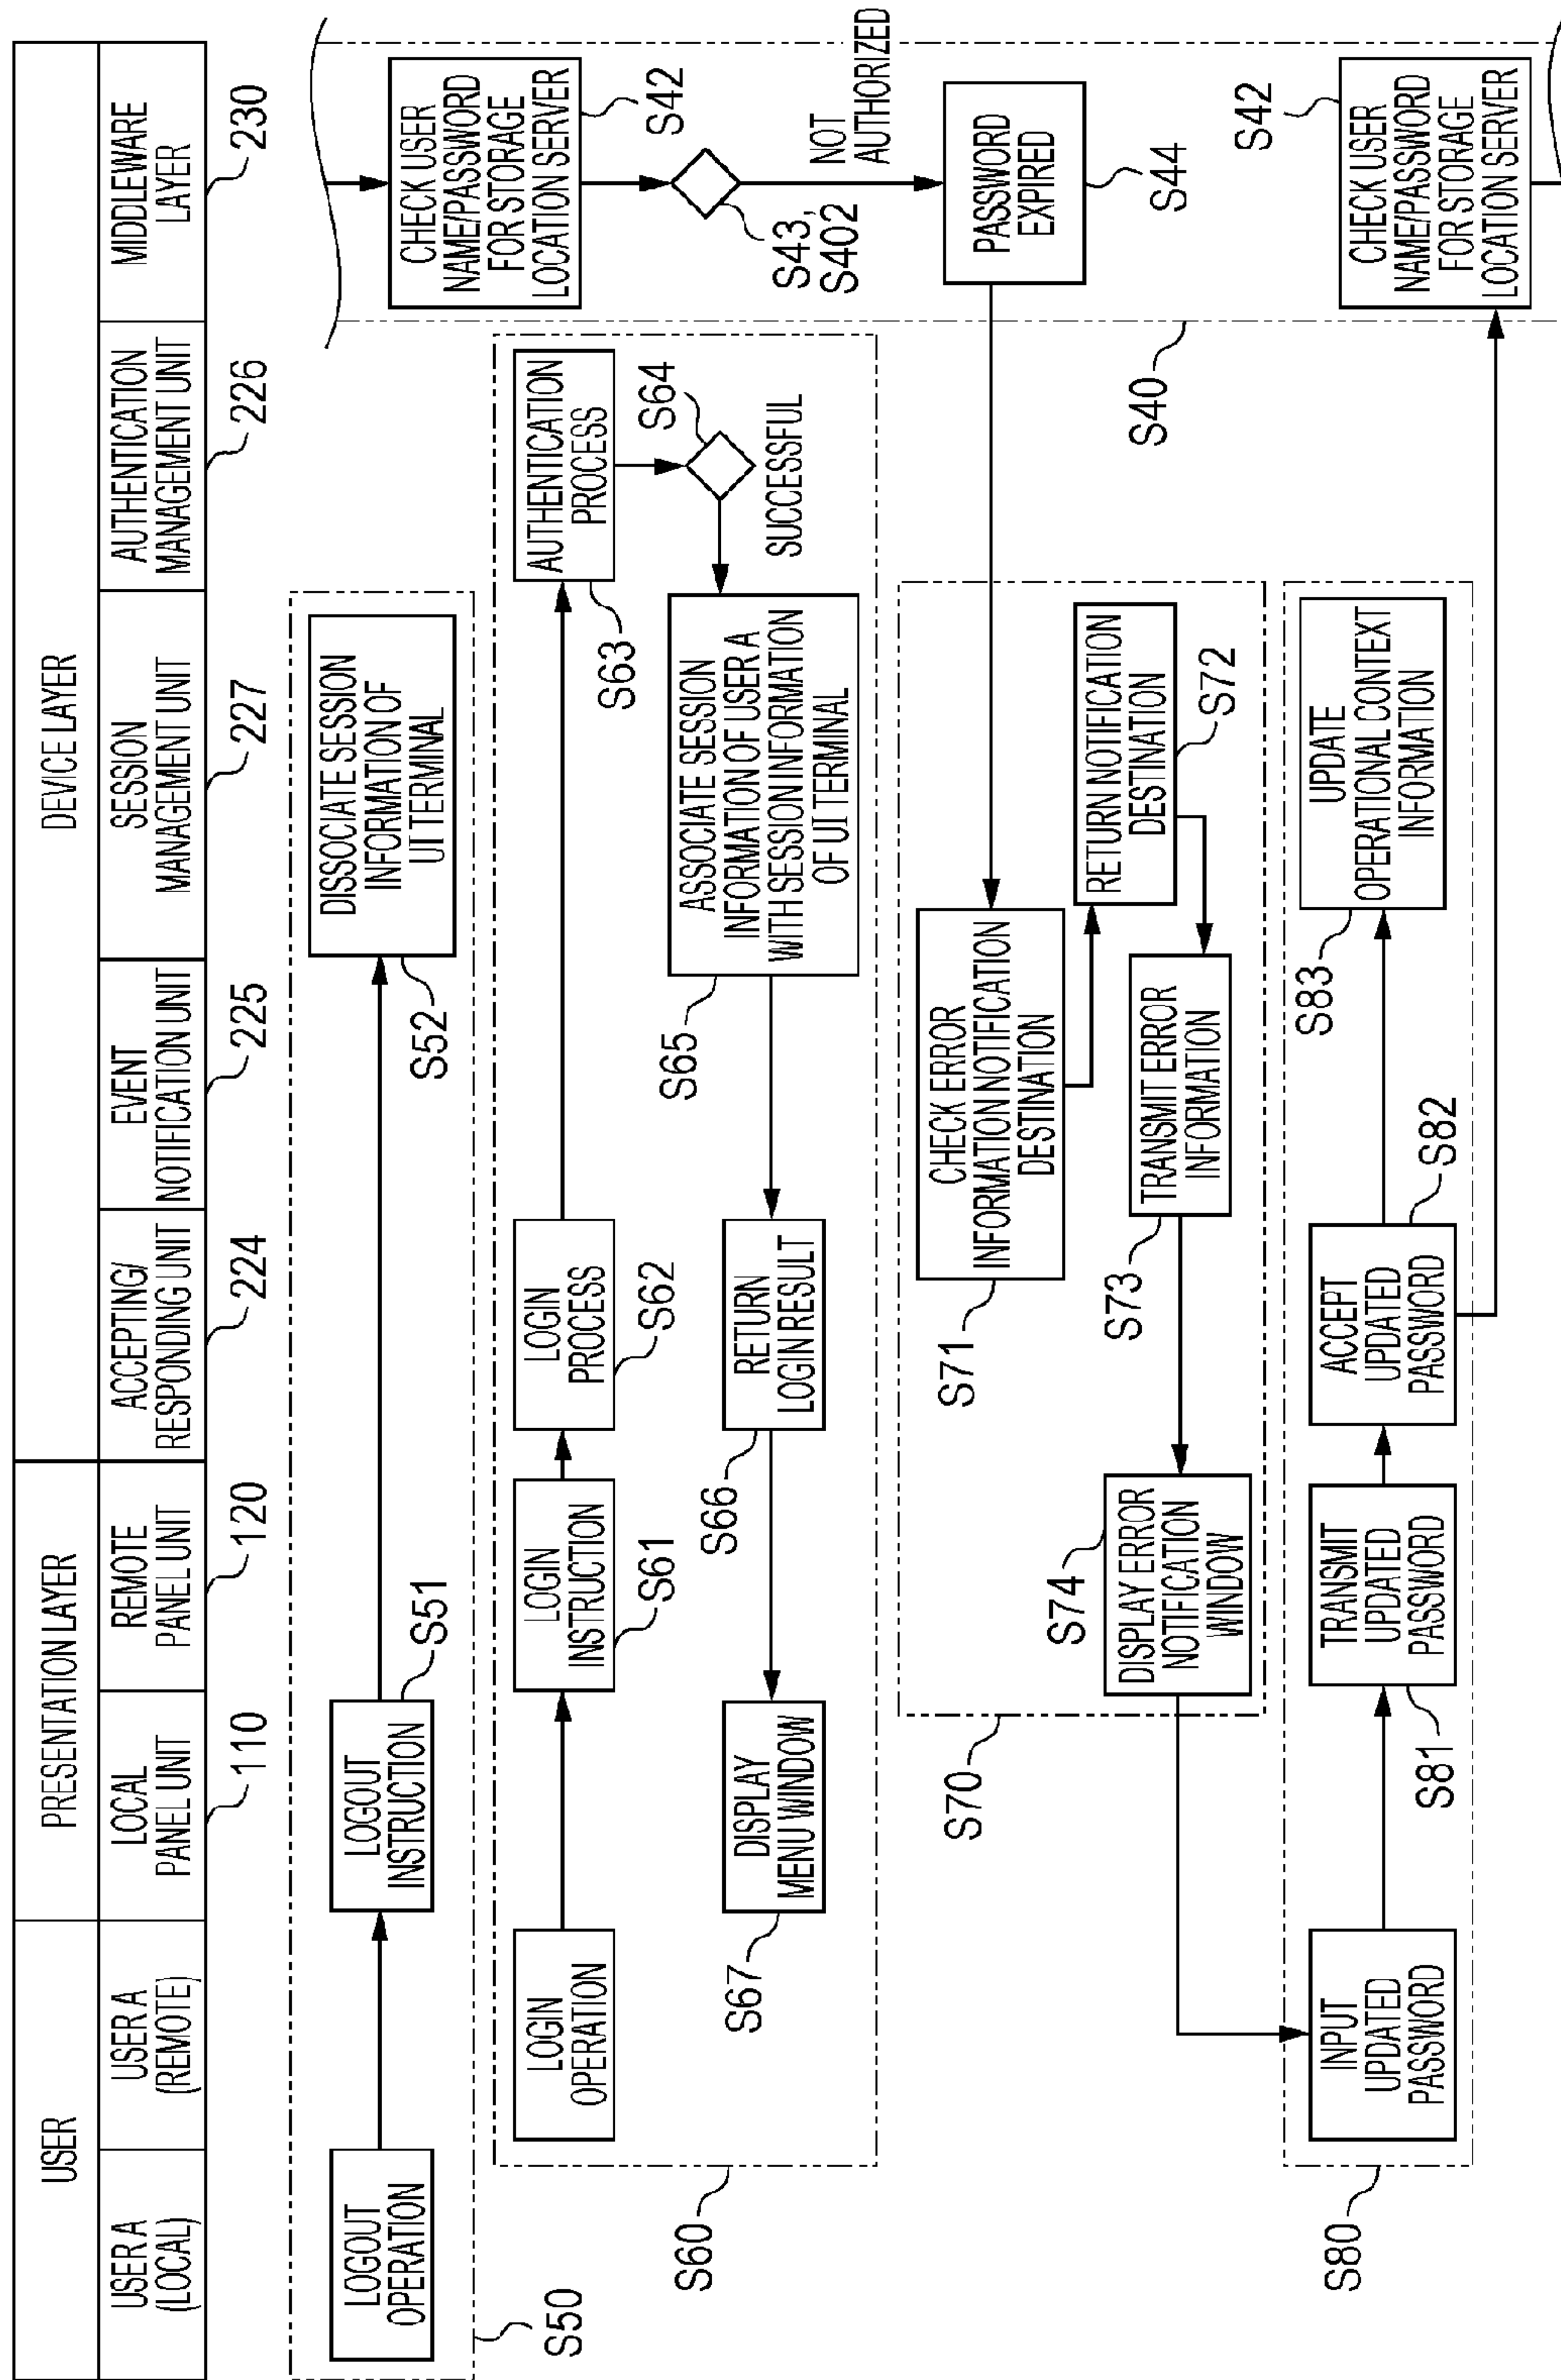 USER
PRESENTATION LAYER
DEVICE LAYER
USER A
(LOCAL)
USER A
(REMOTE)
LOCAL
PANEL UNIT
REMOTE
PANEL UNIT
ACCEPTING/
RESPONDING UNIT
EVENT
NOTIFICATION UNIT
SESSION
MANAGEMENT UNIT
AUTHENTICATION
MANAGEMENT UNIT
MIDDLEWARE
LAYER
110
120
224
225
227
226
230
LOGOUT
OPERATION
LOGOUT
INSTRUCTION
S51
DISSOCIATE SESSION
INFORMATION OF
UI TERMINAL
S52
S50
CHECK USER
NAME/PASSWORD
FOR STORAGE
LOCATION SERVER
S42
LOGIN
OPERATION
LOGIN
INSTRUCTION
S61
LOGIN
PROCESS
S62
AUTHENTICATION
PROCESS
S63
S64
SUCCESSFUL
S43,
S402
NOT
AUTHORIZED
ASSOCIATE SESSION
INFORMATION OF USER A
WITH SESSION INFORMATION
OF UI TERMINAL
S65
RETURN
LOGIN RESULT
S66
DISPLAY
MENU WINDOW
S67
S60
PASSWORD
EXPIRED
S44
S40
CHECK ERROR
INFORMATION NOTIFICATION
DESTINATION
S71
RETURN NOTIFICATION
DESTINATION
S72
TRANSMIT ERROR
INFORMATION
S73
DISPLAY ERROR
NOTIFICATION
WINDOW
S74
S70
INPUT
UPDATED
PASSWORD
TRANSMIT
UPDATED
PASSWORD
S81
ACCEPT
UPDATED
PASSWORD
S82
UPDATE
OPERATIONAL CONTEXT
INFORMATION
S83
S80
CHECK USER
NAME/PASSWORD
FOR STORAGE
LOCATION SERVER
S42